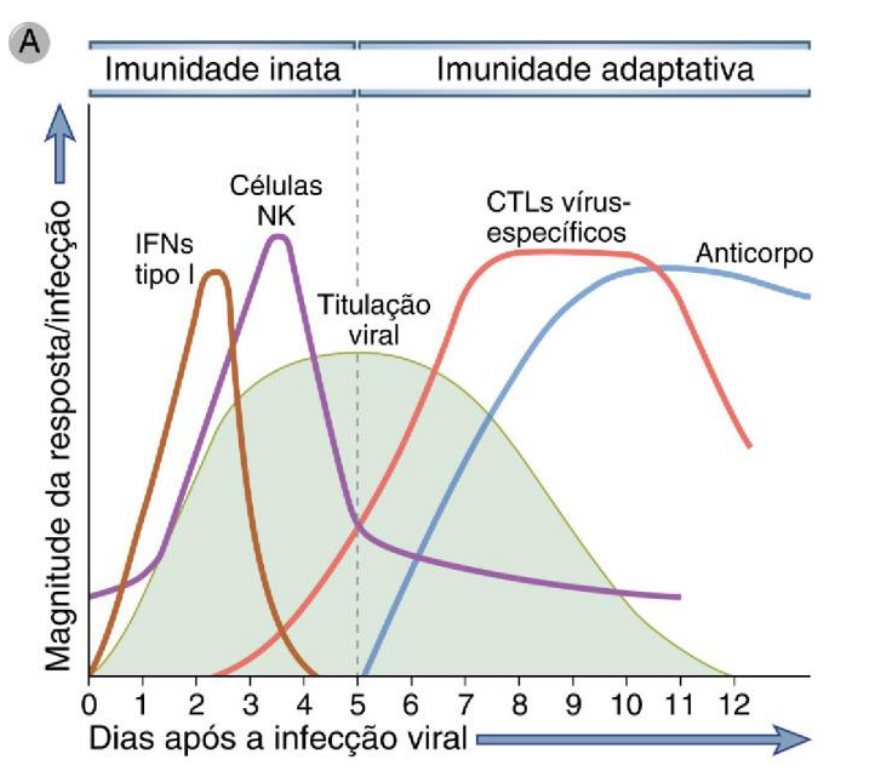 A
Imunidade inata
Imunidade adaptativa
Magnitude da resposta/infecção
IFNs
tipo I
Células
NK
Titulação
viral
CTLs vírus-
específicos
Anticorpo
0 1 2 3 4 5 6 7 8 9 10 11 12
Dias após a infecção viral